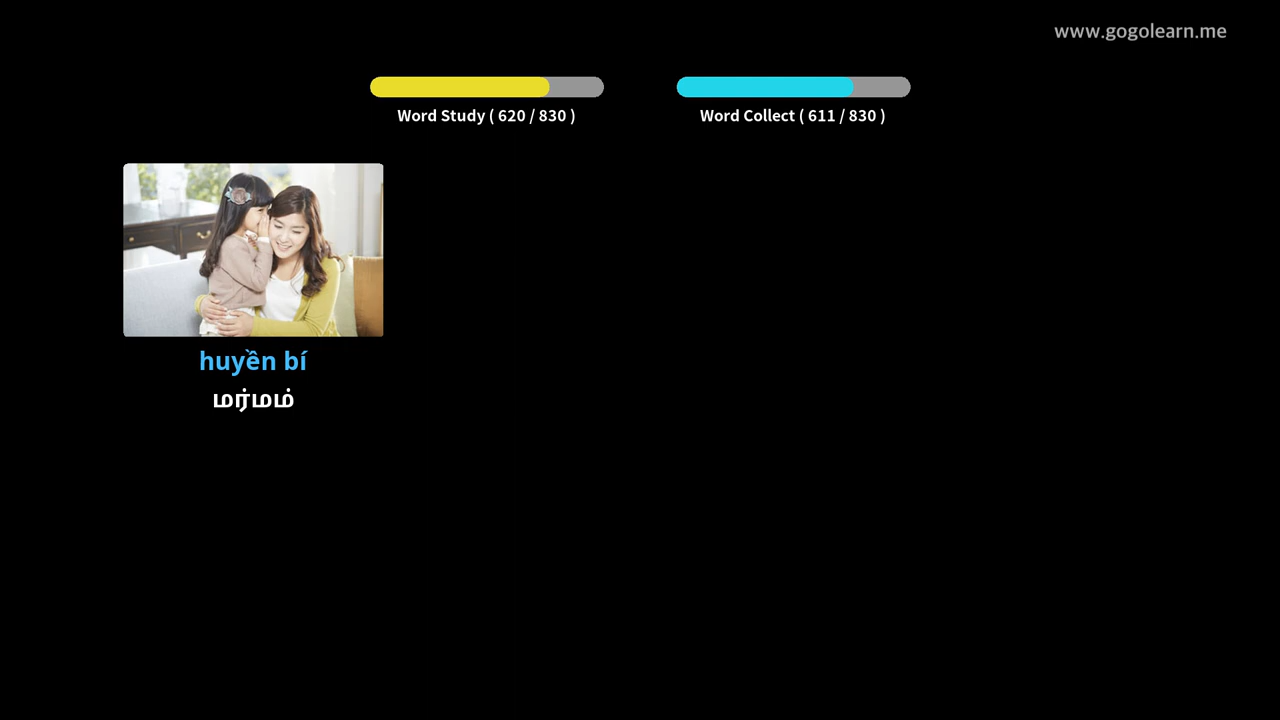 www.gogolearn.me
Word Study ( 620 / 830 )
Word Collect ( 611 / 830 )
huyền bí
மர்மம்